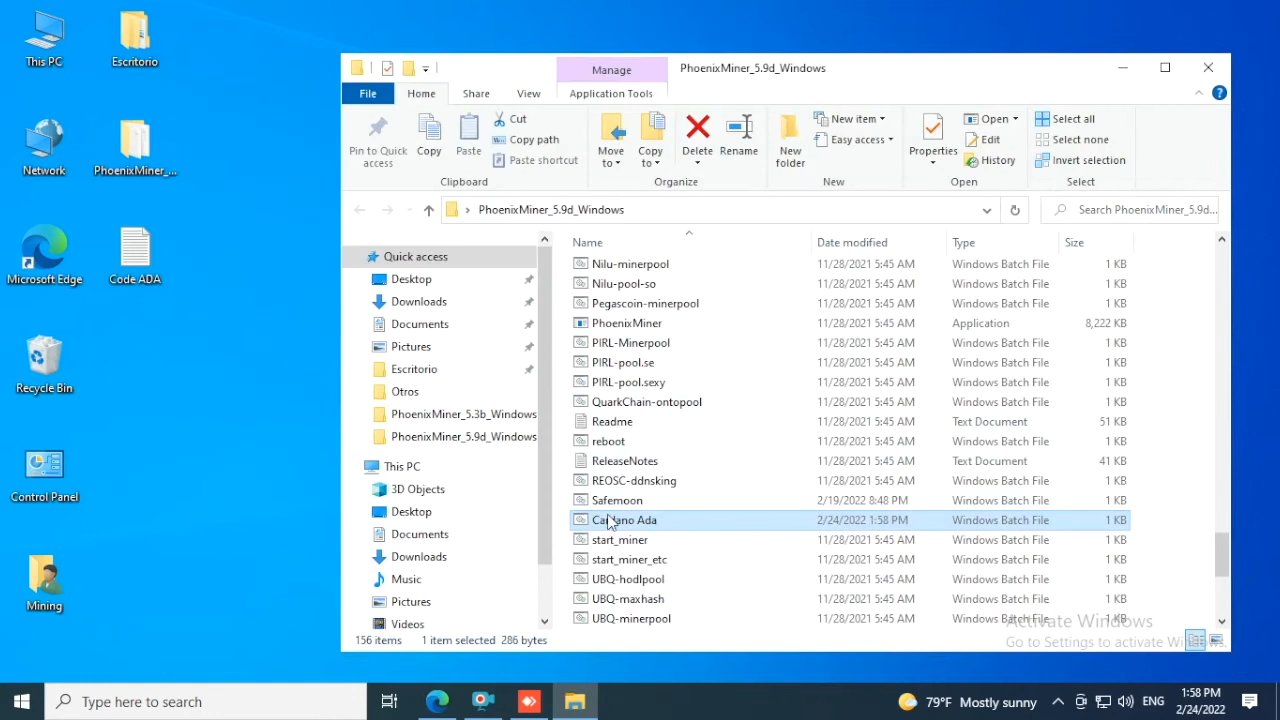 This PC
Escritorio
Network
PhoenixMiner_...
Microsoft Edge
Code ADA
Recycle Bin
Control Panel
Mining
Manage
PhoenixMiner_5.9d_Windows
File
Home
Share
View
Application Tools
Pin to Quick access
Copy
Paste
Cut
Copy path
Paste shortcut
Clipboard
Move to
Copy to
Delete
Rename
Organize
New folder
New item
Easy access
New
Properties
Open
Edit
History
Open
Select all
Select none
Invert selection
Select
PhoenixMiner_5.9d_Windows
Search PhoenixMiner_5.9d...
Quick access
Desktop
Downloads
Documents
Pictures
Escritorio
Otros
PhoenixMiner_5.3b_Windows
PhoenixMiner_5.9d_Windows
This PC
3D Objects
Desktop
Documents
Downloads
Music
Pictures
Videos
Name Date modified Type Size
Nilu-minerpool 11/28/2021 5:45 AM Windows Batch File 1 KB
Nilu-pool-so 11/28/2021 5:45 AM Windows Batch File 1 KB
Pegascoin-minerpool 11/28/2021 5:45 AM Windows Batch File 1 KB
PhoenixMiner 11/28/2021 5:45 AM Application 8,222 KB
PIRL-Minerpool 11/28/2021 5:45 AM Windows Batch File 1 KB
PIRL-pool.se 11/28/2021 5:45 AM Windows Batch File 1 KB
PIRL-pool.sexy 11/28/2021 5:45 AM Windows Batch File 1 KB
QuarkChain-ontopool 11/28/2021 5:45 AM Windows Batch File 1 KB
Readme 11/28/2021 5:45 AM Text Document 51 KB
reboot 11/28/2021 5:45 AM Windows Batch File 1 KB
ReleaseNotes 11/28/2021 5:45 AM Text Document 41 KB
REOSC-ddnsking 11/28/2021 5:45 AM Windows Batch File 1 KB
Safemoon 2/19/2022 8:48 PM Windows Batch File 1 KB
Cardano Ada 2/24/2022 1:58 PM Windows Batch File 1 KB
start_miner 11/28/2021 5:45 AM Windows Batch File 1 KB
start_miner_etc 11/28/2021 5:45 AM Windows Batch File 1 KB
UBQ-hodlpool 11/28/2021 5:45 AM Windows Batch File 1 KB
UBQ-maxhash 11/28/2021 5:45 AM Windows Batch File 1 KB
UBQ-minerpool 11/28/2021 5:45 AM Windows Batch File 1 KB
Activate Windows
Go to Settings to activate Windows.
156 items 1 item selected 286 bytes
Type here to search
79°F Mostly sunny
ENG
1:58 PM
2/24/2022